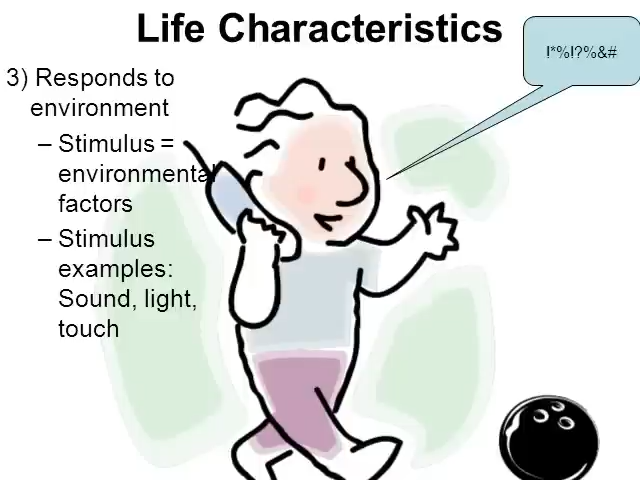 Life Characteristics
!*%!?%&#
3) Responds to
environment
– Stimulus =
environmental
factors
– Stimulus
examples:
Sound, light,
touch